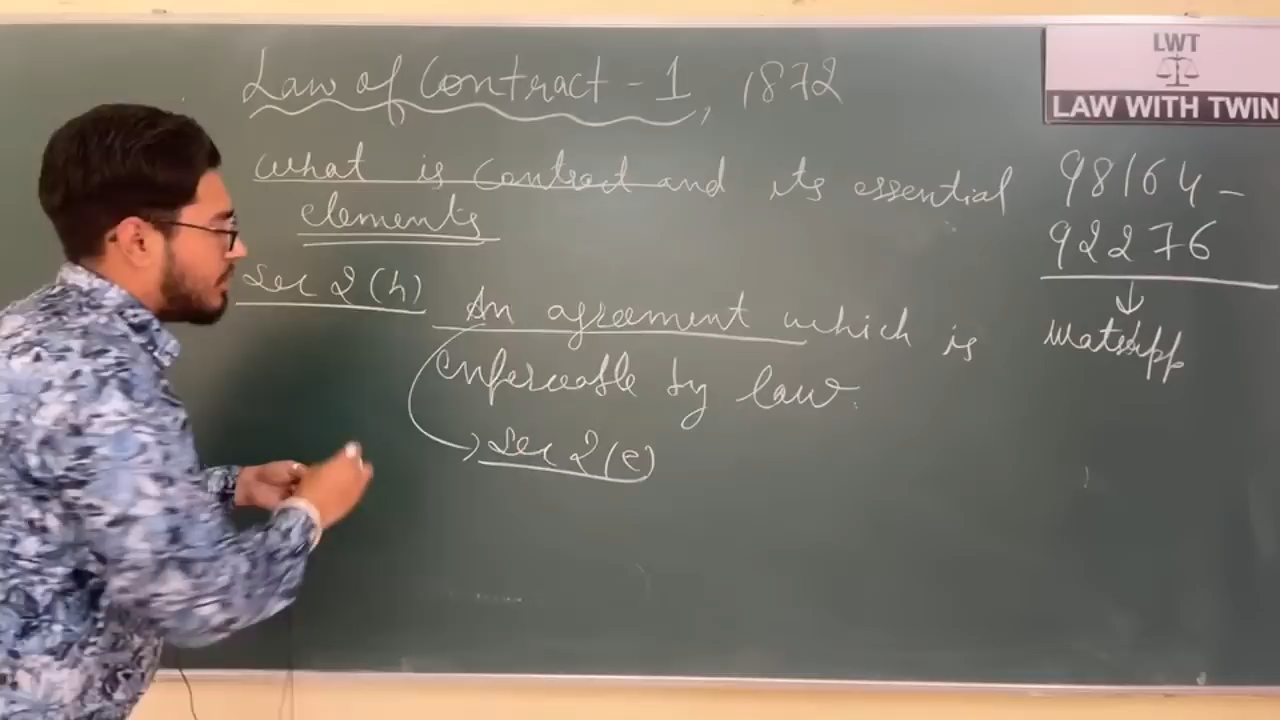 Law of Contract - 1, 1872
What is Contract and its essential
elements
Sec 2(h)
An agreement which is
enforceable by law.
Sec 2(e)
LWT
LAW WITH TWIN
98164-
92276
Watsapp